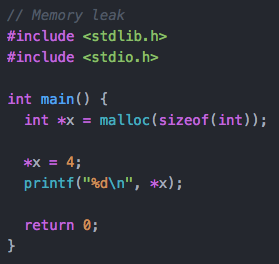 // Memory leak
#include <stdlib.h>
#include <stdio.h>
int main() {
int *x = malloc(sizeof(int));
*x = 4;
printf("%d\n", *x);
return 0;
}